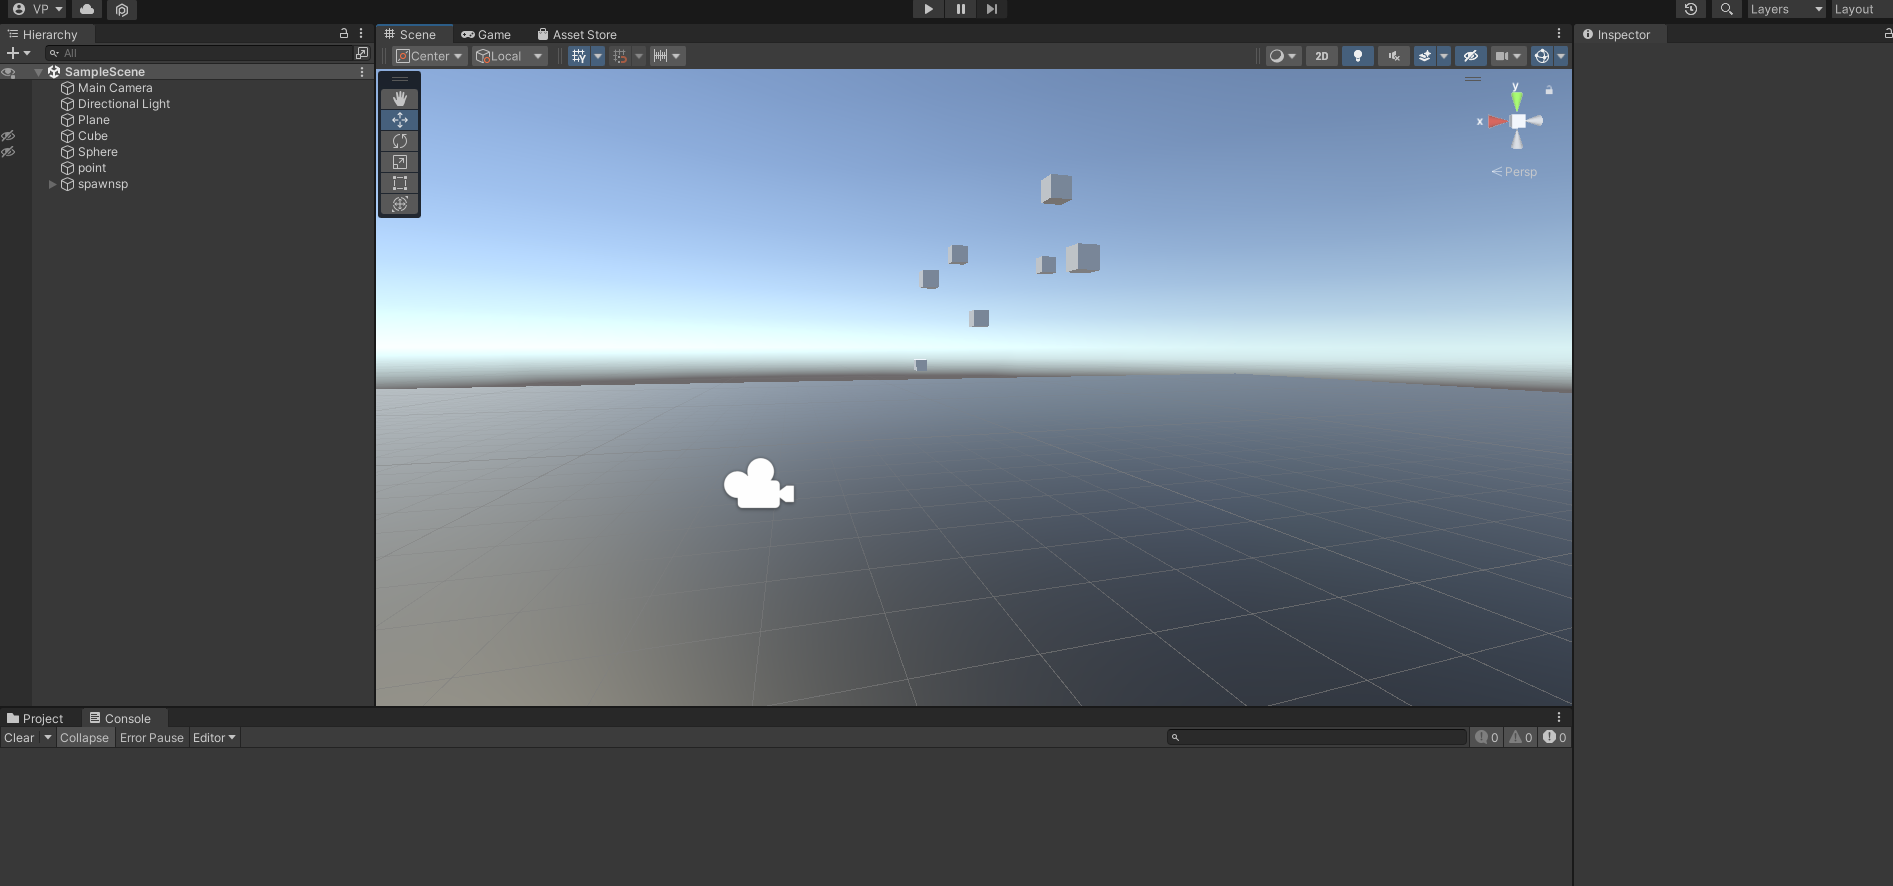 VP
Layers
Layout
Hierarchy
All
SampleScene
Main Camera
Directional Light
Plane
Cube
Sphere
point
spawnsp
Scene
Game
Asset Store
Center
Local
2D
y
x
Persp
Inspector
Project
Console
Clear
Collapse
Error Pause
Editor
0
0
0